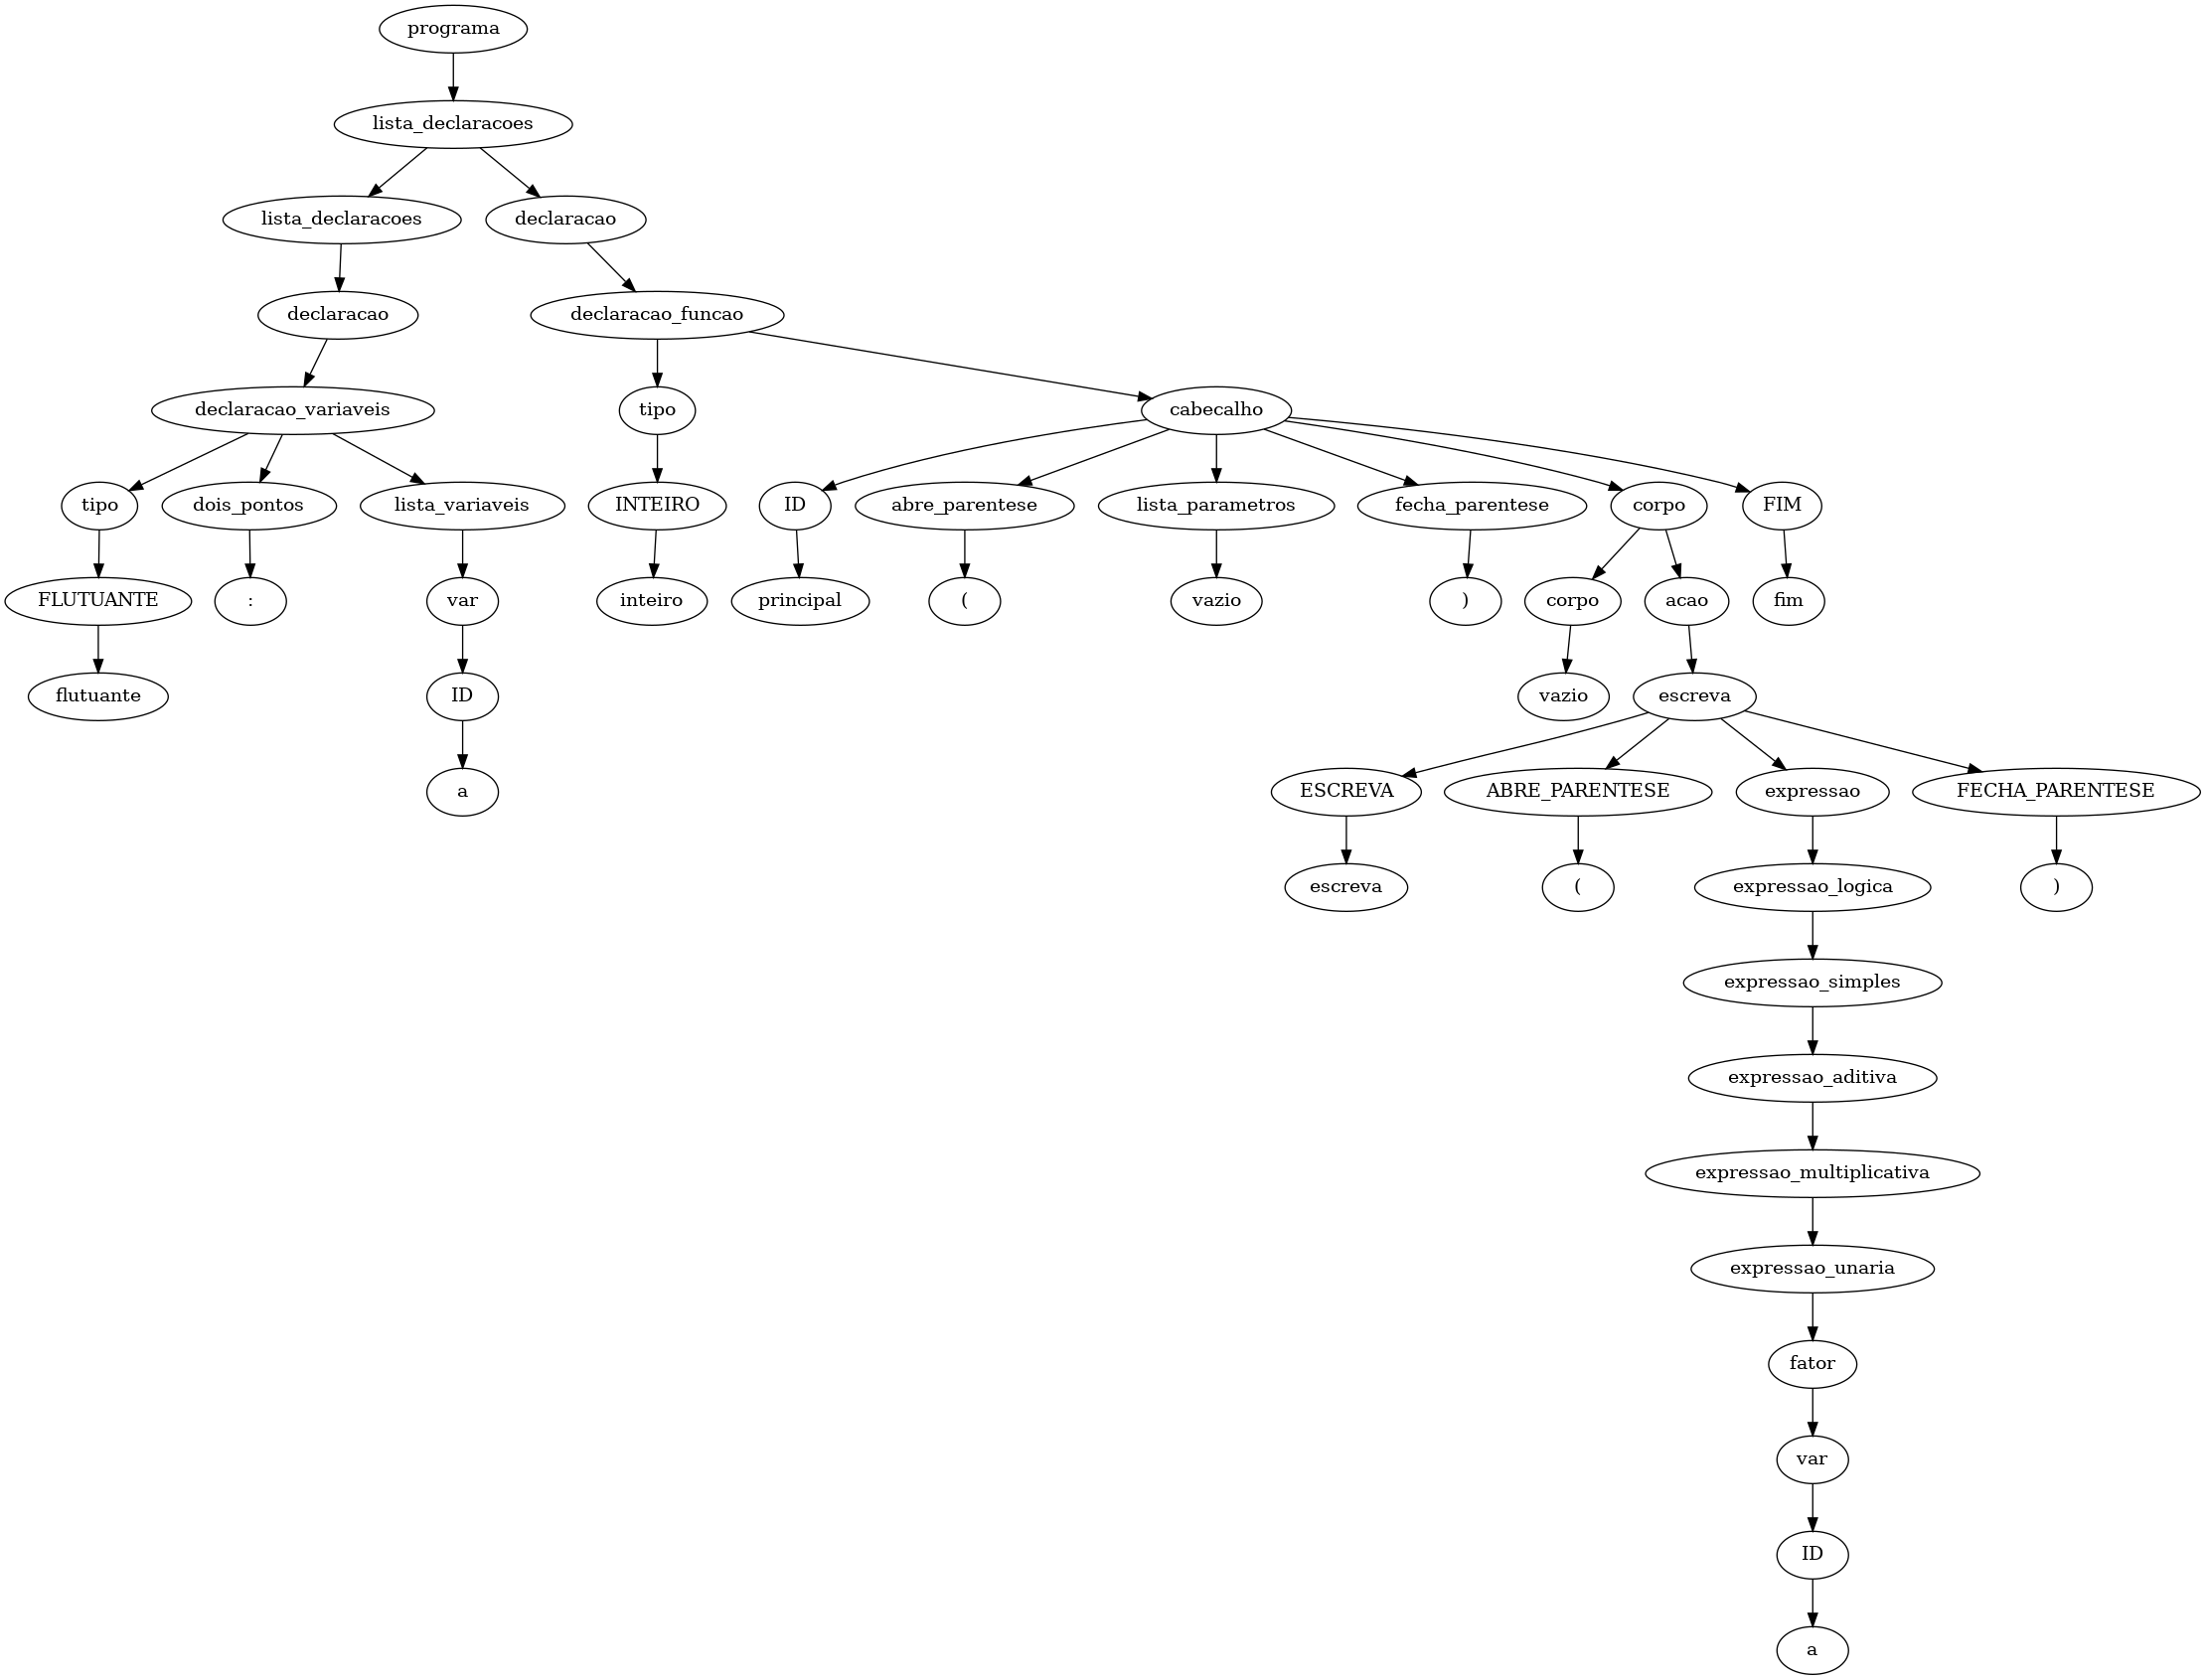 programa
lista_declaracoes
lista_declaracoes
declaracao
declaracao
declaracao_funcao
declaracao_variaveis
tipo
cabecalho
tipo
dois_pontos
lista_variaveis
INTEIRO
ID
abre_parentese
lista_parametros
fecha_parentese
corpo
FIM
FLUTUANTE
:
var
inteiro
principal
(
vazio
)
corpo
acao
fim
flutuante
ID
vazio
escreva
a
ESCREVA
ABRE_PARENTESE
expressao
FECHA_PARENTESE
escreva
(
expressao_logica
)
expressao_simples
expressao_aditiva
expressao_multiplicativa
expressao_unaria
fator
var
ID
a